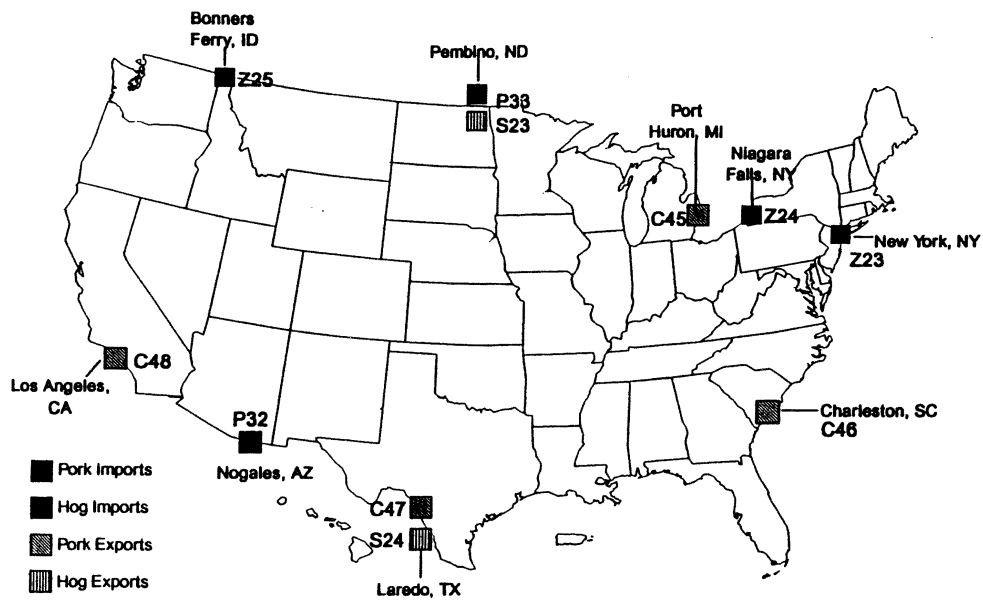 Bonners
Ferry, ID
Z25
Pembino, ND
P33
S23
Port
Huron, MI
C45
Niagara
Falls, NY
Z24
New York, NY
Z23
C48
Los Angeles,
CA
P32
Nogales, AZ
Charleston, SC
C46
C47
S24
Laredo, TX
Pork Imports
Hog Imports
Pork Exports
Hog Exports